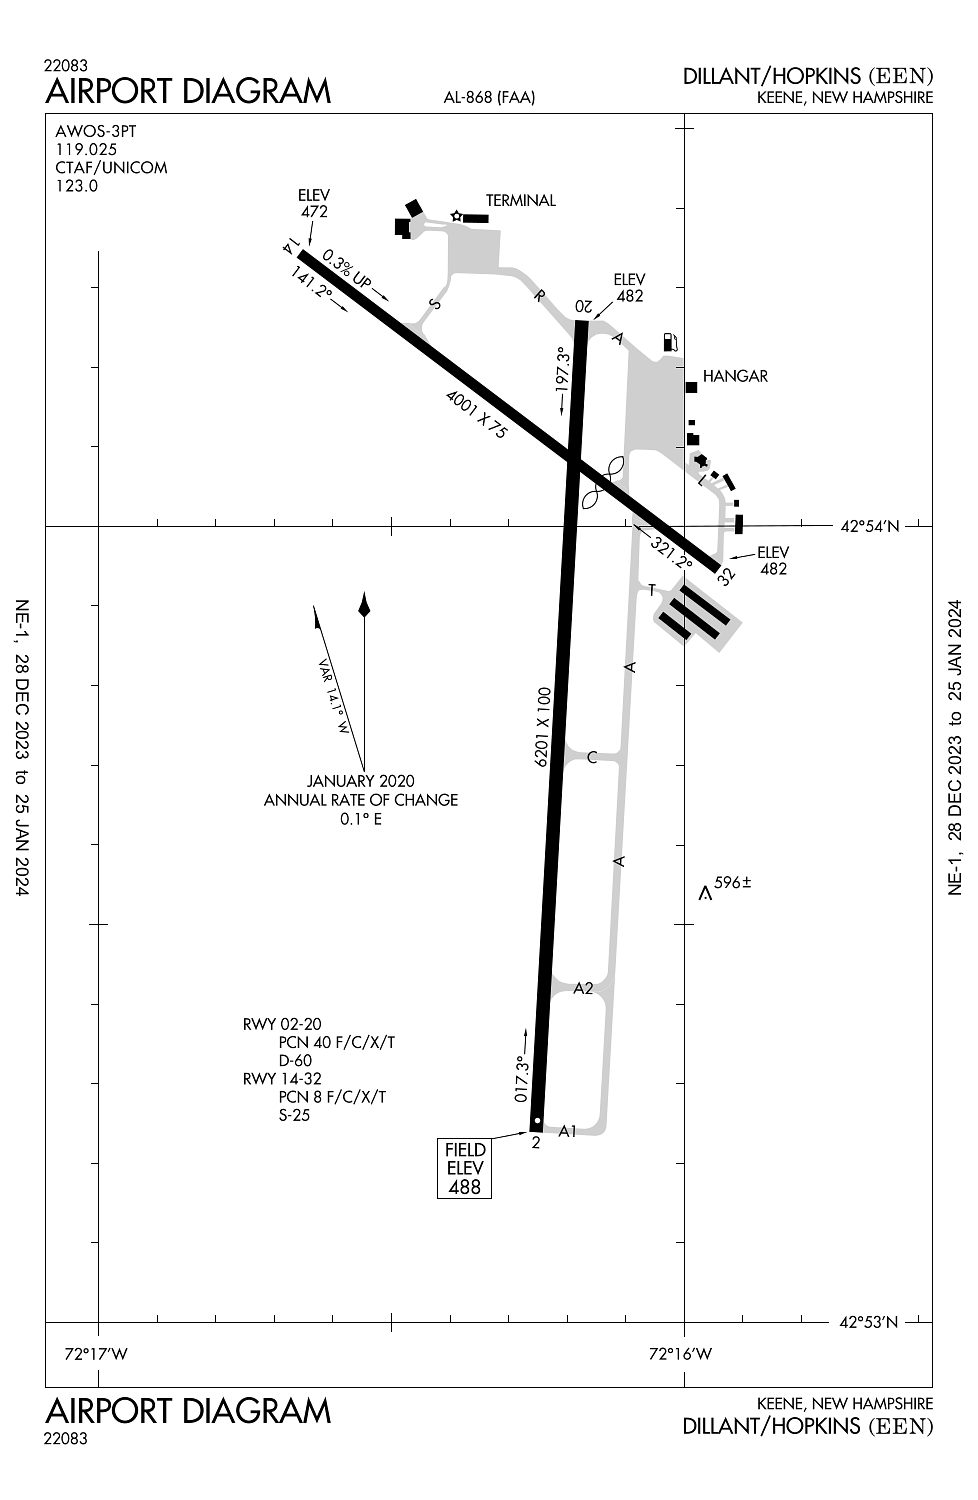 22083
AIRPORT DIAGRAM
AL-868 (FAA)
DILLANT/HOPKINS (EEN)
KEENE, NEW HAMPSHIRE
AWOS-3PT
119.025
CTAF/UNICOM
123.0
ELEV
472
TERMINAL
14
0.3% UP
141.2°
S
R
ELEV
482
20
A
197.3°
HANGAR
4001 X 75
L
42°54'N
321.2°
ELEV
482
32
T
A
VAR 14.1° W
6201 X 100
C
JANUARY 2020
ANNUAL RATE OF CHANGE
0.1° E
A
596±
A2
RWY 02-20
PCN 40 F/C/X/T
D-60
RWY 14-32
PCN 8 F/C/X/T
S-25
017.3°
A1
2
FIELD
ELEV
488
42°53'N
72°17'W
72°16'W
NE-1, 28 DEC 2023 to 25 JAN 2024
NE-1, 28 DEC 2023 to 25 JAN 2024
AIRPORT DIAGRAM
22083
KEENE, NEW HAMPSHIRE
DILLANT/HOPKINS (EEN)